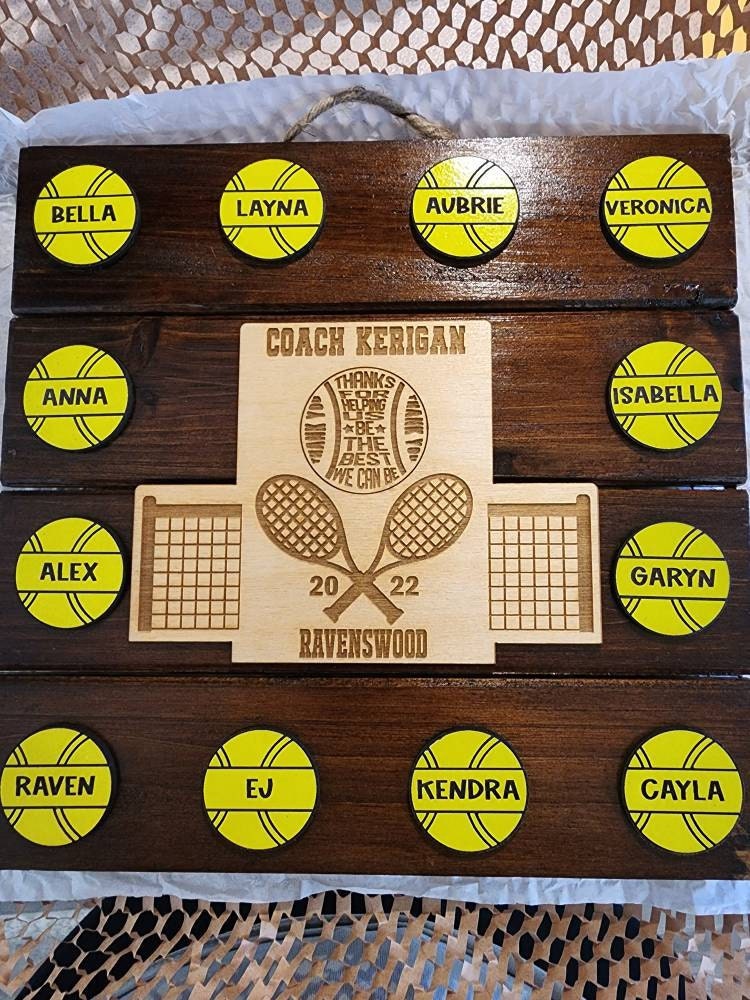 BELLA
LAYNA
AUBRIE
VERONICA
COACH KERIGAN
ANNA
THANK YOU
THANKS
FOR
HELPING
US
★BE★
THE
BEST
WE CAN BE
THANK YOU
ISABELLA
ALEX
20 22
GARYN
RAVENSWOOD
RAVEN
EJ
KENDRA
CAYLA